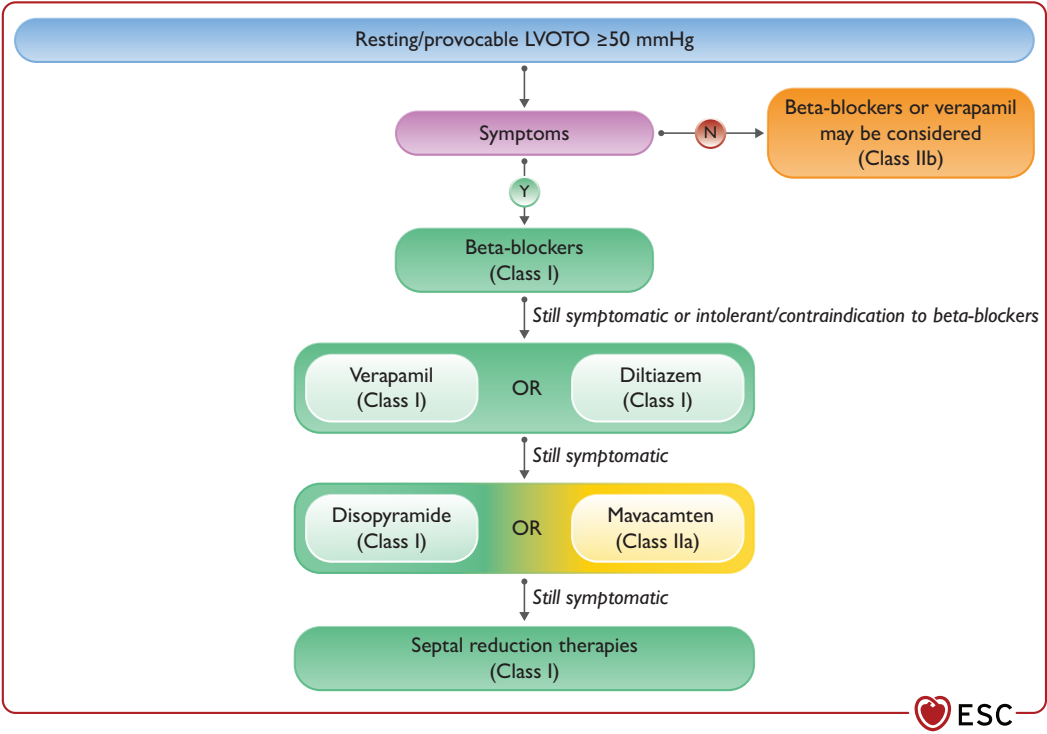 Resting/provocable LVOTO ≥50 mmHg
Symptoms
N
Beta-blockers or verapamil
may be considered
(Class IIb)
Y
Beta-blockers
(Class I)
Still symptomatic or intolerant/contraindication to beta-blockers
Verapamil
(Class I)
OR
Diltiazem
(Class I)
Still symptomatic
Disopyramide
(Class I)
OR
Mavacamten
(Class IIa)
Still symptomatic
Septal reduction therapies
(Class I)
ESC